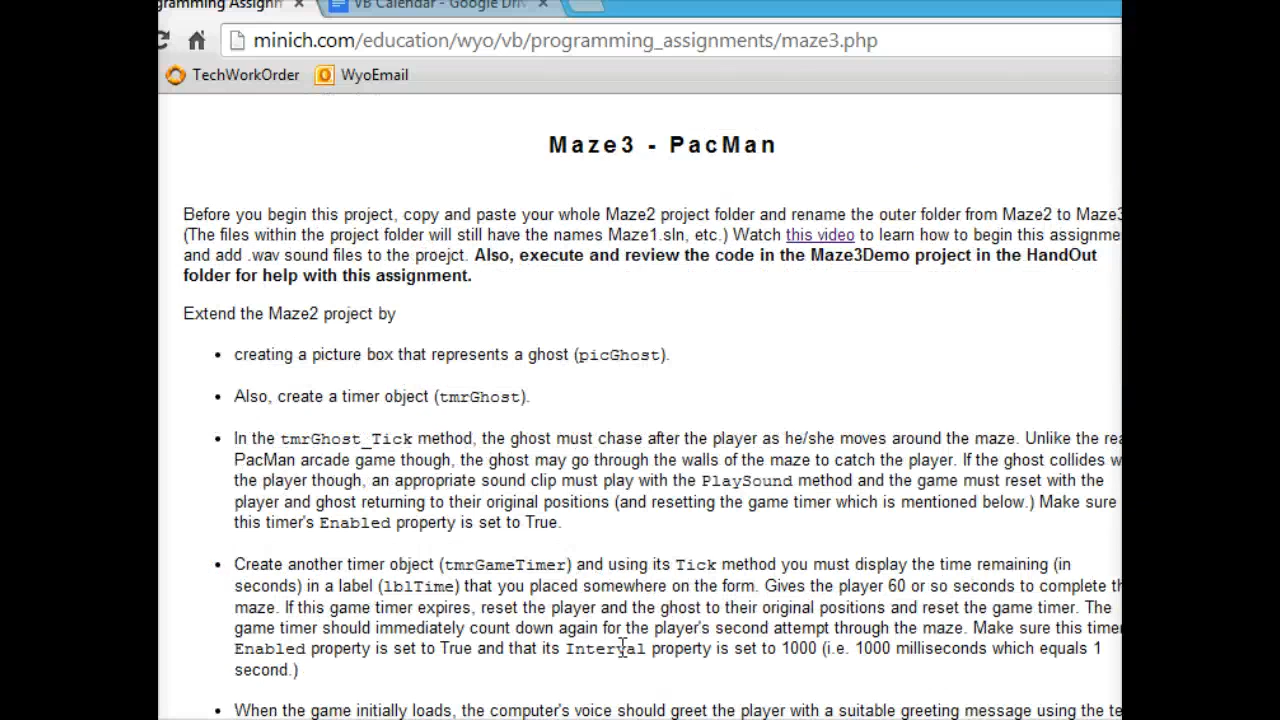 gramming Assign
VB Calendar - Google Driv
minich.com/education/wyo/vb/programming_assignments/maze3.php
TechWorkOrder WyoEmail
Maze3 - PacMan
Before you begin this project, copy and paste your whole Maze2 project folder and rename the outer folder from Maze2 to Maze3
(The files within the project folder will still have the names Maze1.sln, etc.) Watch this video to learn how to begin this assignme
and add .wav sound files to the proejct. Also, execute and review the code in the Maze3Demo project in the HandOut
folder for help with this assignment.
Extend the Maze2 project by
• creating a picture box that represents a ghost (picGhost).
• Also, create a timer object (tmrGhost).
• In the tmrGhost_Tick method, the ghost must chase after the player as he/she moves around the maze. Unlike the rea
PacMan arcade game though, the ghost may go through the walls of the maze to catch the player. If the ghost collides w
the player though, an appropriate sound clip must play with the PlaySound method and the game must reset with the
player and ghost returning to their original positions (and resetting the game timer which is mentioned below.) Make sure
this timer's Enabled property is set to True.
• Create another timer object (tmrGameTimer) and using its Tick method you must display the time remaining (in
seconds) in a label (lblTime) that you placed somewhere on the form. Gives the player 60 or so seconds to complete th
maze. If this game timer expires, reset the player and the ghost to their original positions and reset the game timer. The
game timer should immediately count down again for the player's second attempt through the maze. Make sure this timer
Enabled property is set to True and that its Interval property is set to 1000 (i.e. 1000 milliseconds which equals 1
second.)
• When the game initially loads, the computer's voice should greet the player with a suitable greeting message using the te